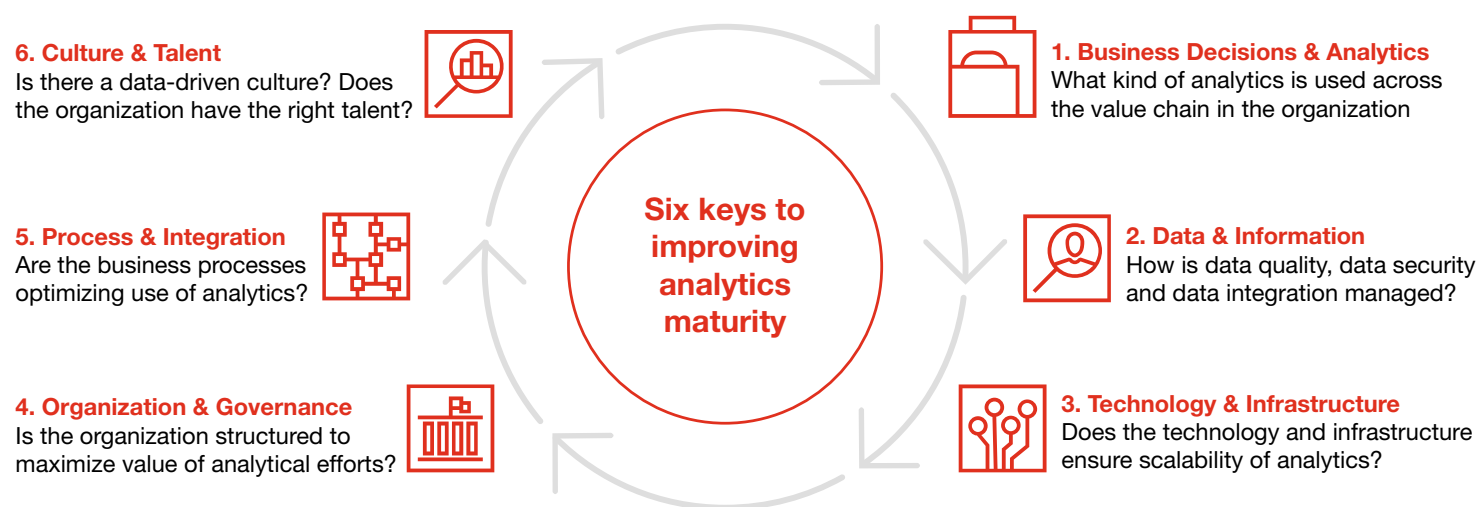 Six keys to
improving
analytics
maturity
1. Business Decisions & Analytics
What kind of analytics is used across
the value chain in the organization
2. Data & Information
How is data quality, data security
and data integration managed?
3. Technology & Infrastructure
Does the technology and infrastructure
ensure scalability of analytics?
4. Organization & Governance
Is the organization structured to
maximize value of analytical efforts?
5. Process & Integration
Are the business processes
optimizing use of analytics?
6. Culture & Talent
Is there a data-driven culture? Does
the organization have the right talent?